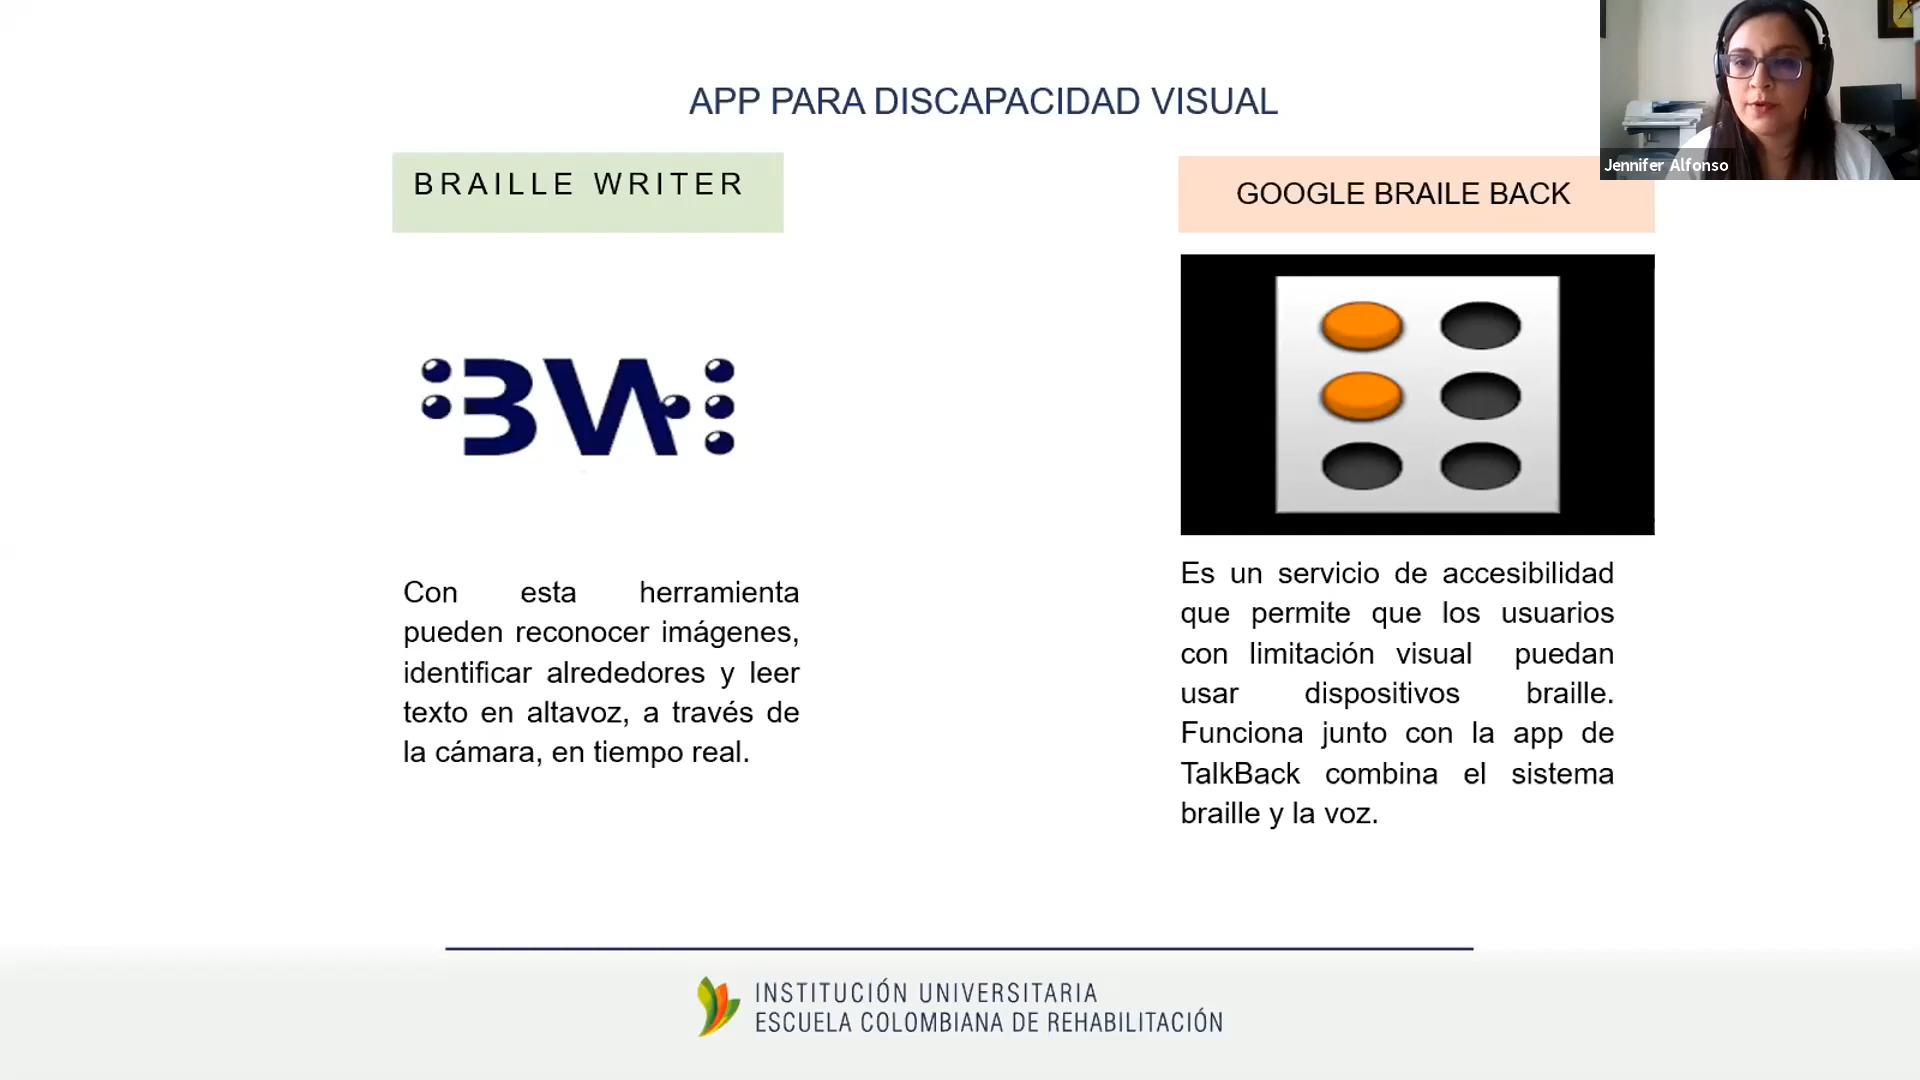 APP PARA DISCAPACIDAD VISUAL
BRAILLE WRITER
BW
Con esta herramienta
pueden reconocer imágenes,
identificar alrededores y leer
texto en altavoz, a través de
la cámara, en tiempo real.
GOOGLE BRAILE BACK
Es un servicio de accesibilidad
que permite que los usuarios
con limitación visual puedan
usar dispositivos braille.
Funciona junto con la app de
TalkBack combina el sistema
braille y la voz.
Jennifer Alfonso
INSTITUCIÓN UNIVERSITARIA
ESCUELA COLOMBIANA DE REHABILITACIÓN